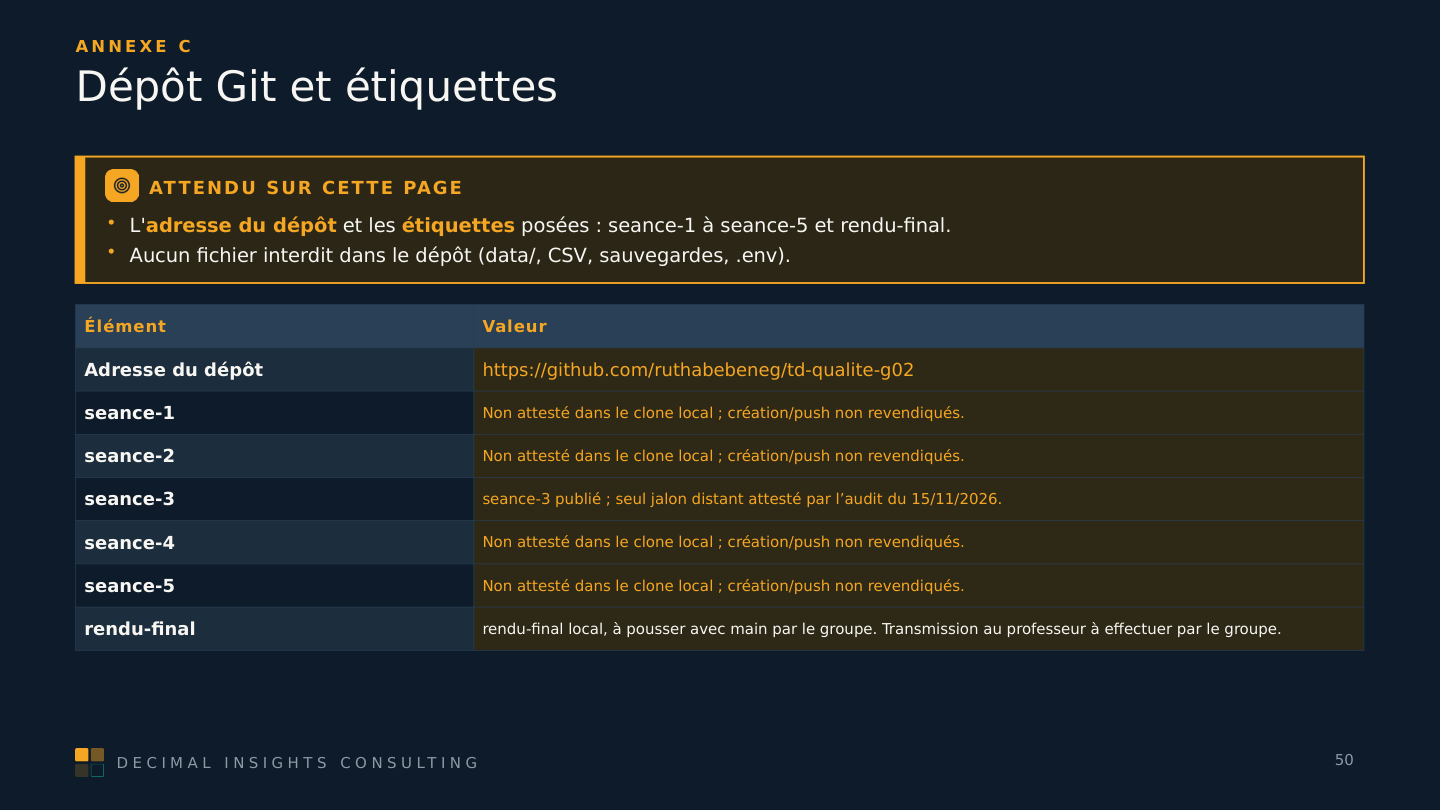 ANNEXE C
Dépôt Git et étiquettes
ATTENDU SUR CETTE PAGE
• L'adresse du dépôt et les étiquettes posées : seance-1 à seance-5 et rendu-final.
• Aucun fichier interdit dans le dépôt (data/, CSV, sauvegardes, .env).
Élément Valeur
Adresse du dépôt https://github.com/ruthabebeneg/td-qualite-g02
seance-1 Non attesté dans le clone local ; création/push non revendiqués.
seance-2 Non attesté dans le clone local ; création/push non revendiqués.
seance-3 seance-3 publié ; seul jalon distant attesté par l’audit du 15/11/2026.
seance-4 Non attesté dans le clone local ; création/push non revendiqués.
seance-5 Non attesté dans le clone local ; création/push non revendiqués.
rendu-final rendu-final local, à pousser avec main par le groupe. Transmission au professeur à effectuer par le groupe.
DECIMAL INSIGHTS CONSULTING
50